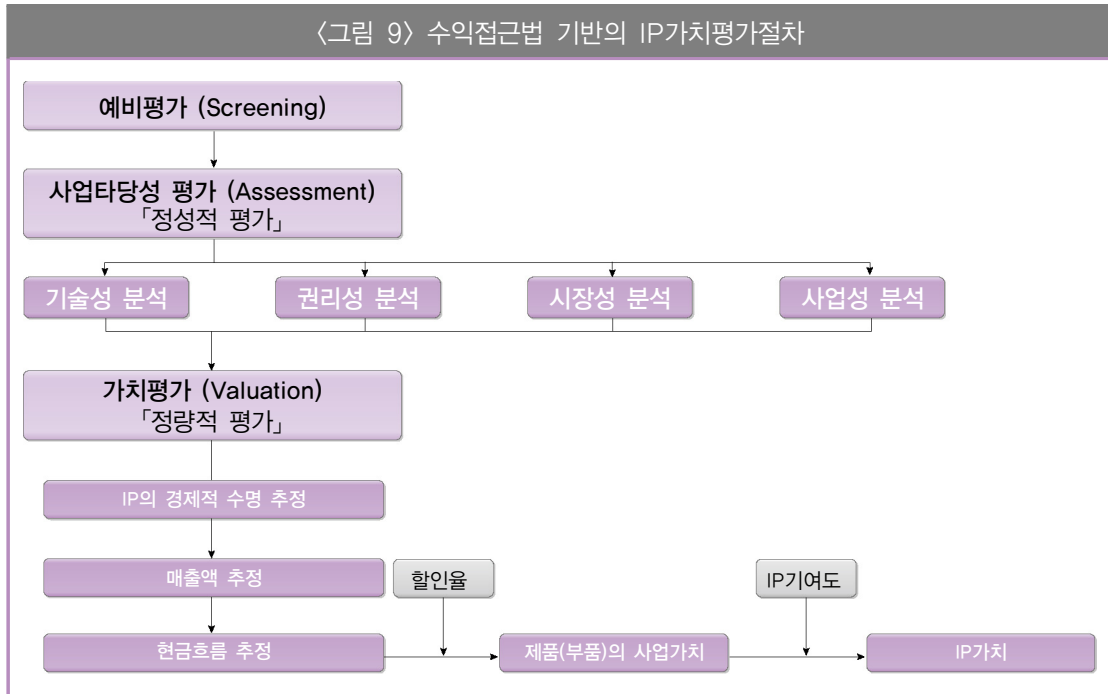 〈그림 9〉 수익접근법 기반의 IP가치평가절차
예비평가 (Screening)
사업타당성 평가 (Assessment)
「정성적 평가」
기술성 분석
권리성 분석
시장성 분석
사업성 분석
가치평가 (Valuation)
「정량적 평가」
IP의 경제적 수명 추정
매출액 추정
할인율
IP기여도
현금흐름 추정
제품(부품)의 사업가치
IP가치